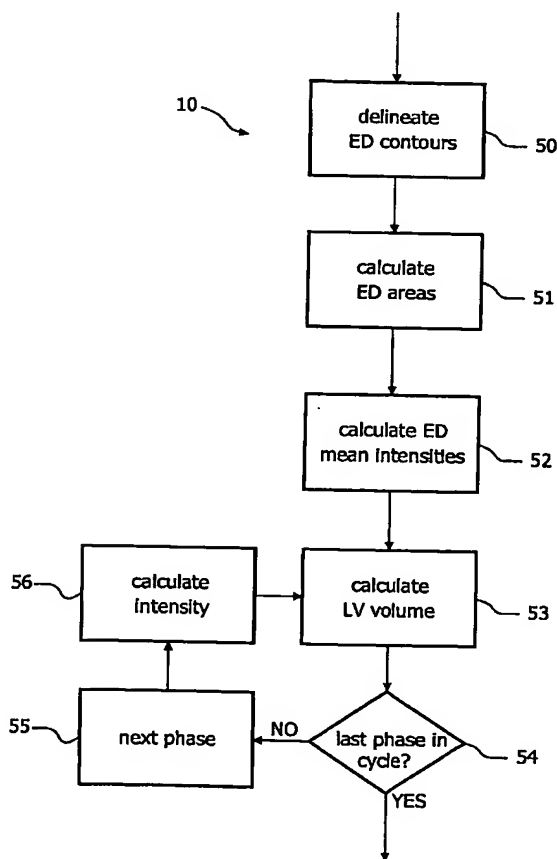 10
delineate
ED contours
50
calculate
ED areas
51
calculate ED
mean intensities
52
56
calculate
intensity
calculate
LV volume
53
55
next phase
NO
last phase in
cycle?
54
YES